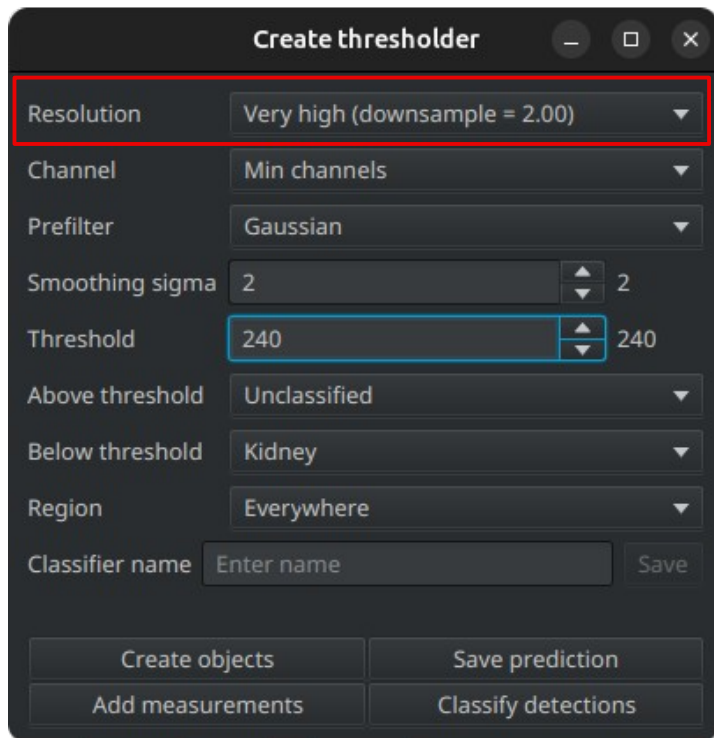 Create thresholder
Resolution Very high (downsample = 2.00)
Channel Min channels
Prefilter Gaussian
Smoothing sigma 2 2
Threshold 240 240
Above threshold Unclassified
Below threshold Kidney
Region Everywhere
Classifier name Enter name Save
Create objects Save prediction
Add measurements Classify detections